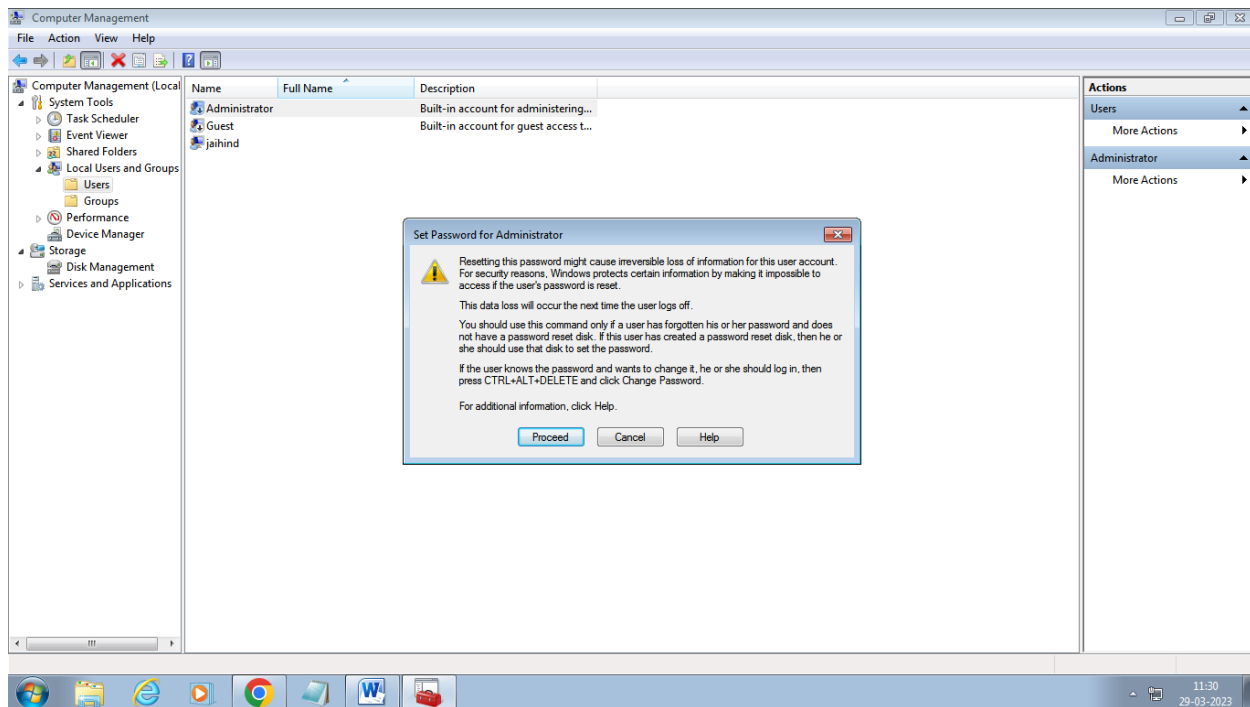 Computer Management
File Action View Help
Computer Management (Local
System Tools
Task Scheduler
Event Viewer
Shared Folders
Local Users and Groups
Users
Groups
Performance
Device Manager
Storage
Disk Management
Services and Applications
Name Full Name Description
Administrator Built-in account for administering...
Guest Built-in account for guest access t...
jaihind
Set Password for Administrator
Resetting this password might cause irreversible loss of information for this user account.
For security reasons, Windows protects certain information by making it impossible to
access if the user's password is reset.
This data loss will occur the next time the user logs off.
You should use this command only if a user has forgotten his or her password and does
not have a password reset disk. If this user has created a password reset disk, then he or
she should use that disk to set the password.
If the user knows the password and wants to change it, he or she should log in, then
press CTRL+ALT+DELETE and click Change Password.
For additional information, click Help.
Proceed Cancel Help
Actions
Users
More Actions
Administrator
More Actions
11:30
29-03-2023